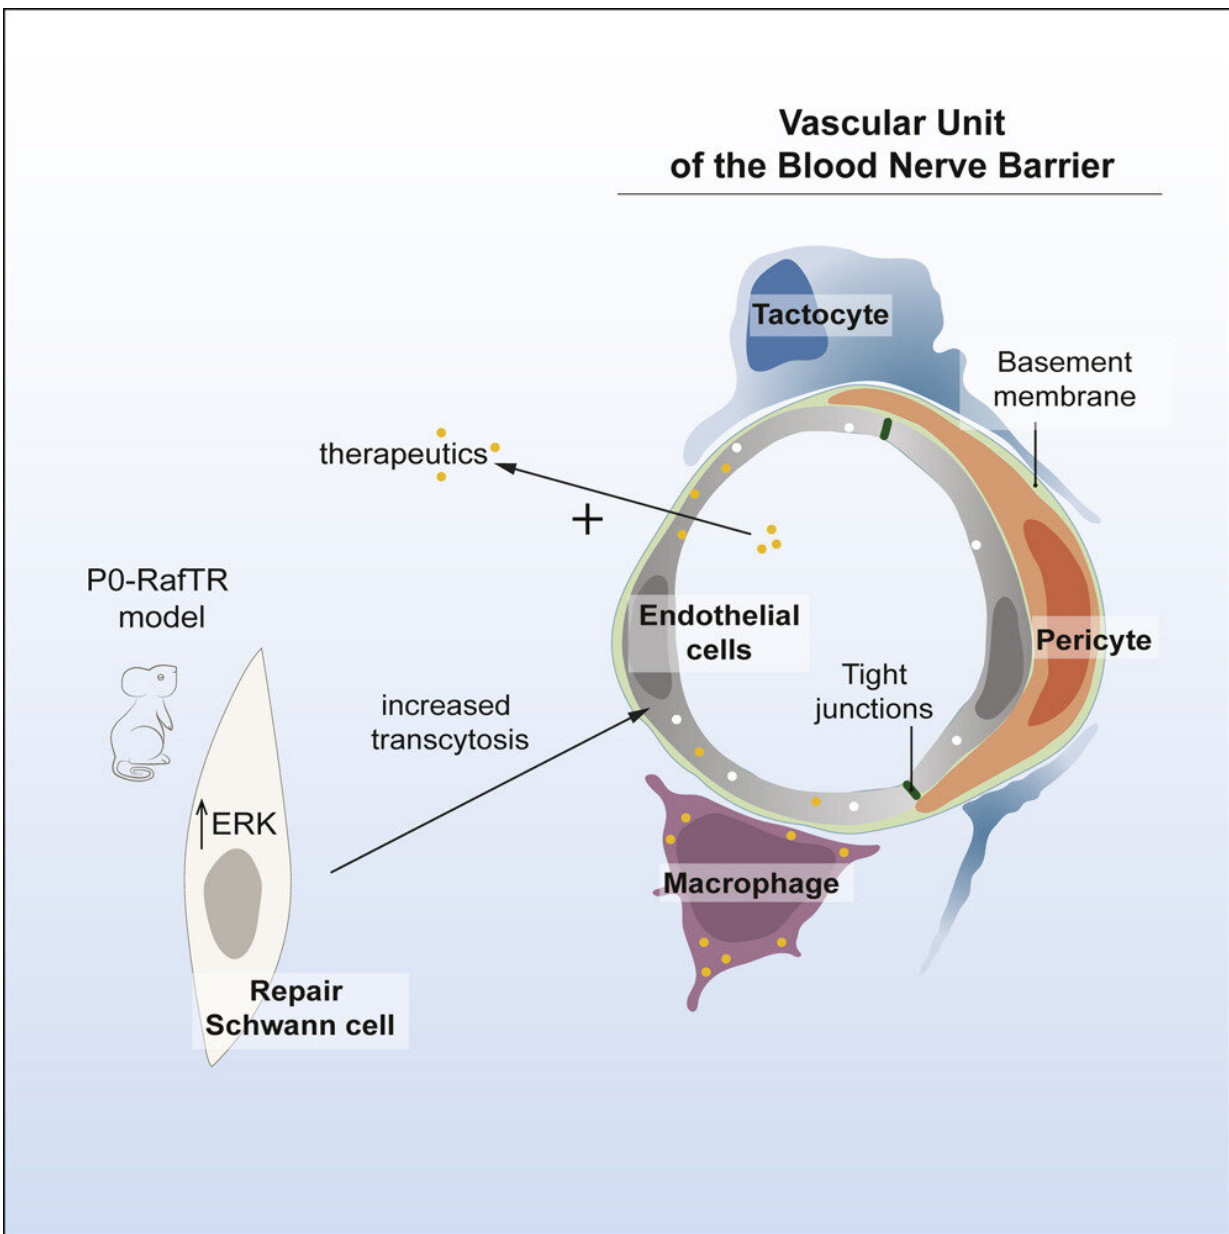 Vascular Unit
of the Blood Nerve Barrier
Tactocyte
Basement
membrane
therapeutics
+
P0-RafTR
model
Endothelial
cells
Pericyte
Tight
junctions
increased
transcytosis
↑ERK
Macrophage
Repair
Schwann cell